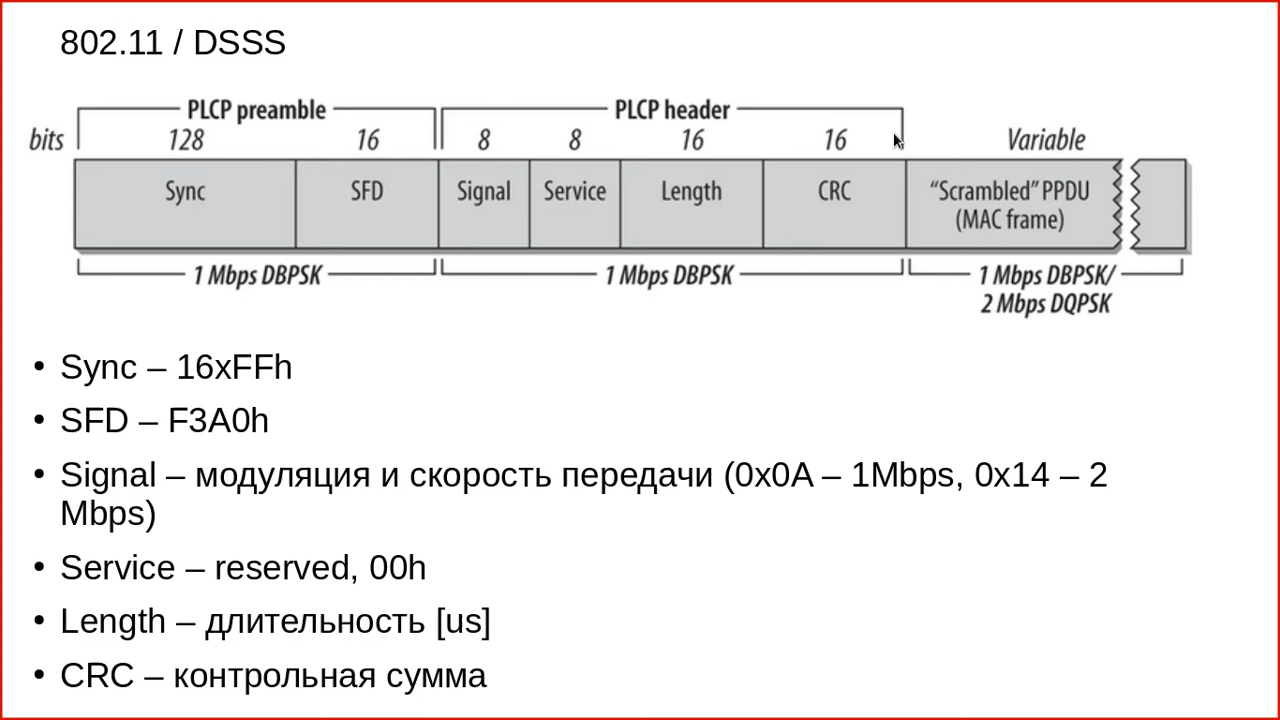 802.11 / DSSS
PLCP preamble PLCP header
bits 128 16 8 8 16 16 Variable
Sync SFD Signal Service Length CRC “Scrambled” PPDU
(MAC frame)
1 Mbps DBPSK 1 Mbps DBPSK 1 Mbps DBPSK/
2 Mbps DQPSK
• Sync – 16xFFh
• SFD – F3A0h
• Signal – модуляция и скорость передачи (0x0A – 1Mbps, 0x14 – 2
Mbps)
• Service – reserved, 00h
• Length – длительность [us]
• CRC – контрольная сумма